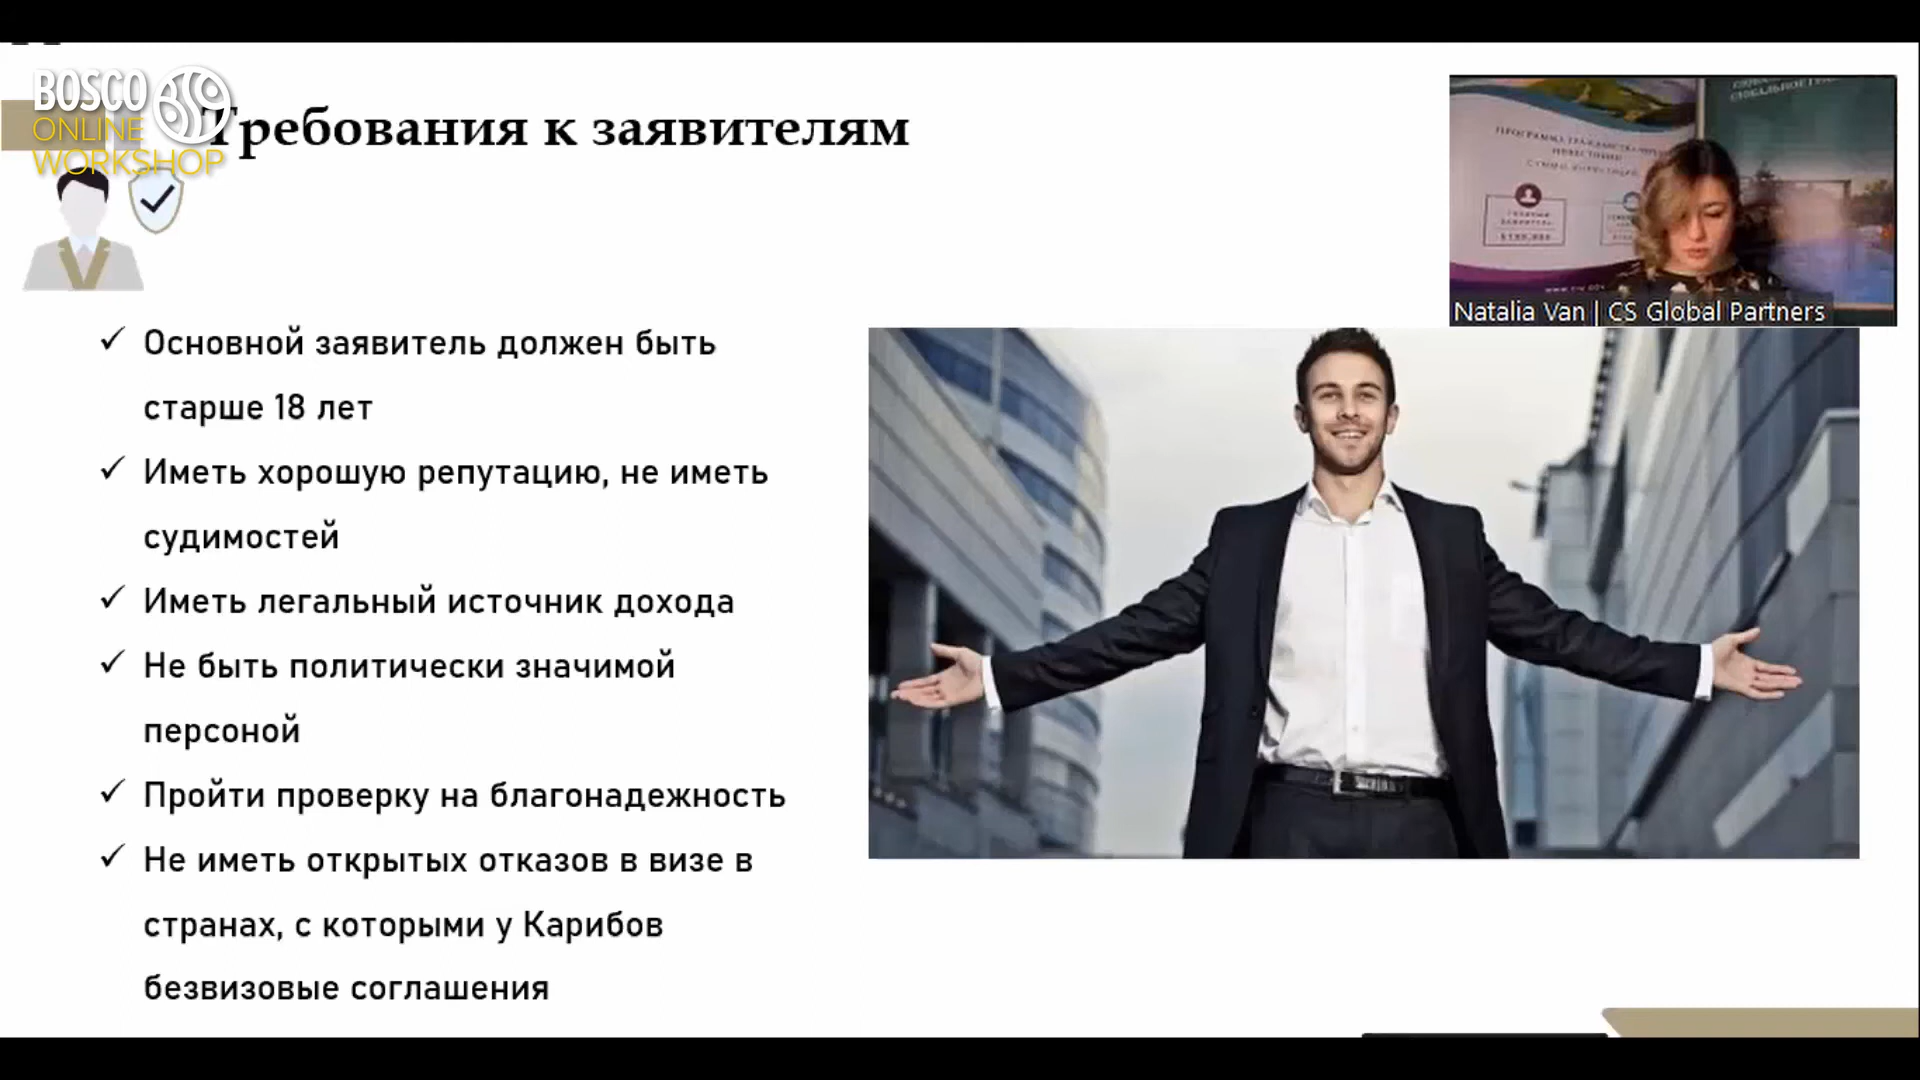 BOSCO
ONLINE
WORKSHOP
Требования к заявителям
Natalia Van | CS Global Partners
Основной заявитель должен быть
старше 18 лет
Иметь хорошую репутацию, не иметь
судимостей
Иметь легальный источник дохода
Не быть политически значимой
персоной
Пройти проверку на благонадежность
Не иметь открытых отказов в визе в
странах, с которыми у Карибов
безвизовые соглашения